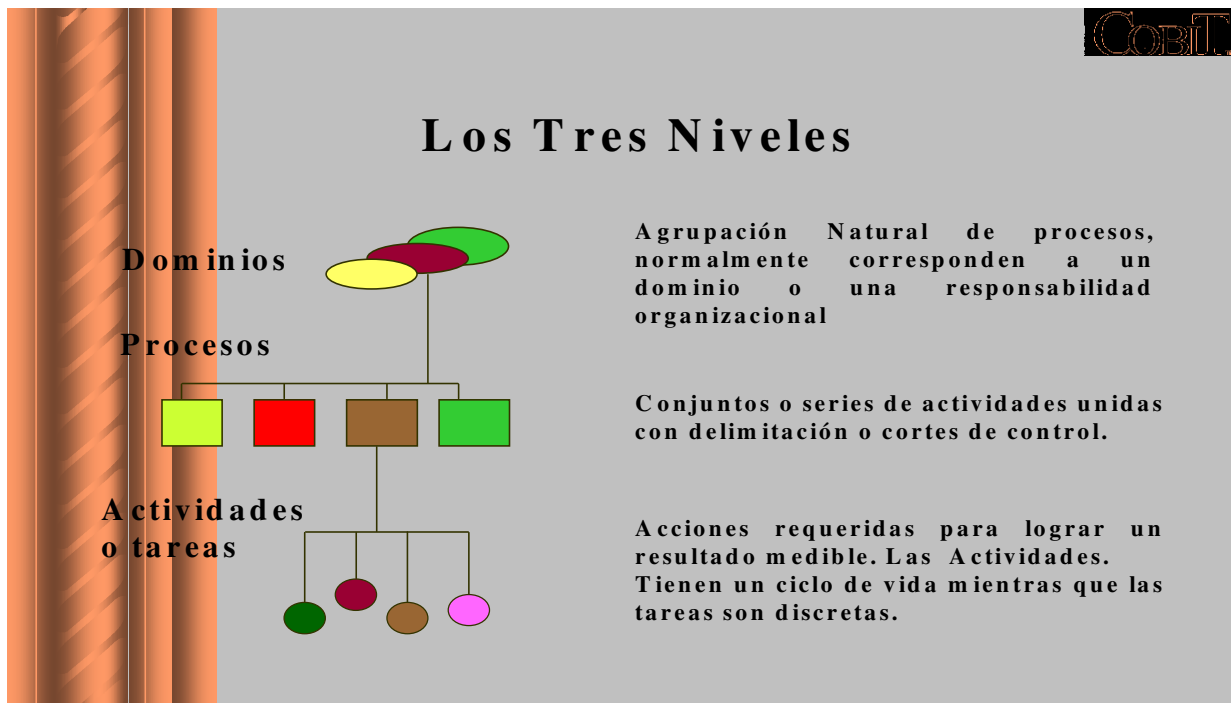 COBIT
Los Tres Niveles
Dominios
Agrupación Natural de procesos,
normalmente corresponden a un
dominio o una responsabilidad
organizacional
Procesos
Conjuntos o series de actividades unidas
con delimitación o cortes de control.
Actividades
o tareas
Acciones requeridas para lograr un
resultado medible. Las Actividades.
Tienen un ciclo de vida mientras que las
tareas son discretas.